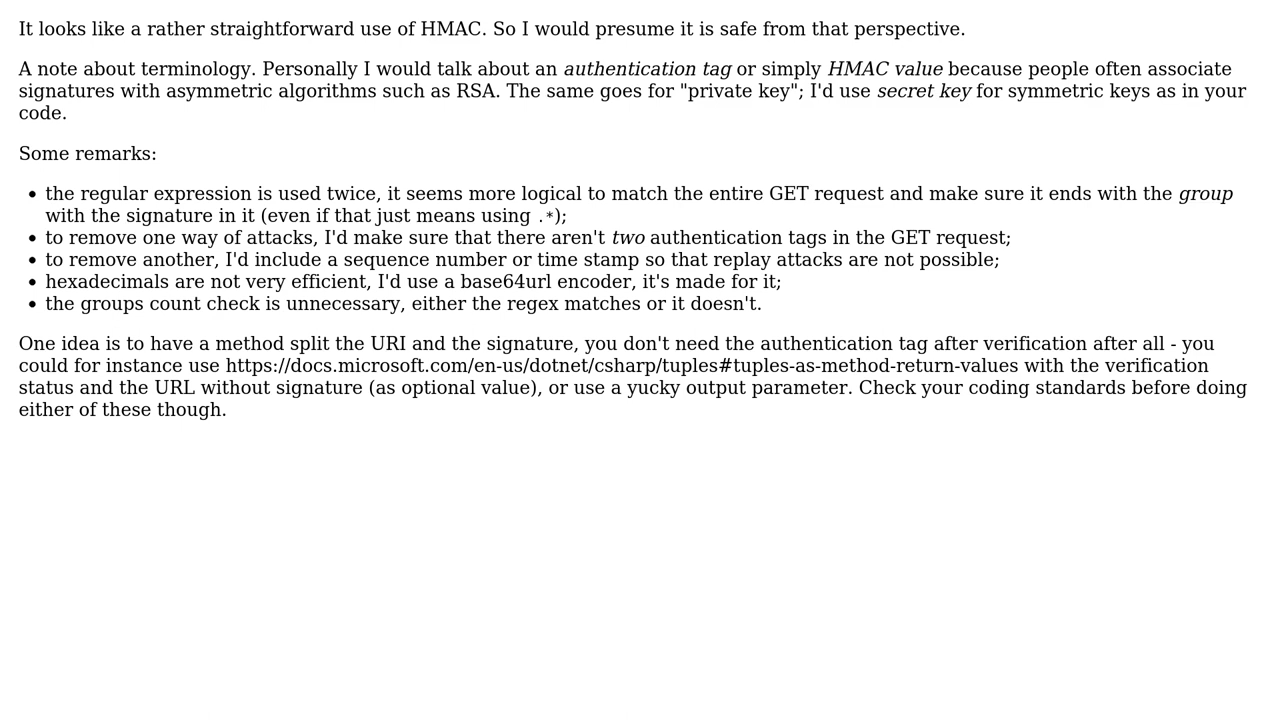 It looks like a rather straightforward use of HMAC. So I would presume it is safe from that perspective.
A note about terminology. Personally I would talk about an authentication tag or simply HMAC value because people often associate
signatures with asymmetric algorithms such as RSA. The same goes for "private key"; I'd use secret key for symmetric keys as in your
code.
Some remarks:
• the regular expression is used twice, it seems more logical to match the entire GET request and make sure it ends with the group
with the signature in it (even if that just means using .*);
• to remove one way of attacks, I'd make sure that there aren't two authentication tags in the GET request;
• to remove another, I'd include a sequence number or time stamp so that replay attacks are not possible;
• hexadecimals are not very efficient, I'd use a base64url encoder, it's made for it;
• the groups count check is unnecessary, either the regex matches or it doesn't.
One idea is to have a method split the URI and the signature, you don't need the authentication tag after verification after all - you
could for instance use https://docs.microsoft.com/en-us/dotnet/csharp/tuples#tuples-as-method-return-values with the verification
status and the URL without signature (as optional value), or use a yucky output parameter. Check your coding standards before doing
either of these though.